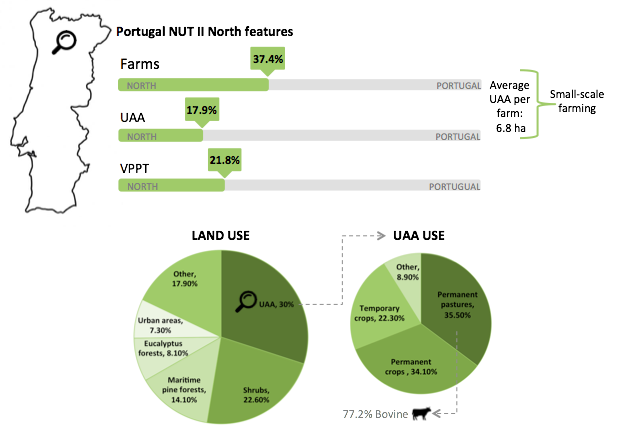 Portugal NUT II North features
Farms
37.4%
NORTH
PORTUGAL
UAA
17.9%
NORTH
PORTUGAL
VPPT
21.8%
NORTH
PORTUGUAL
Average
UAA per
farm:
6.8 ha
Small-scale
farming
LAND USE
Other,
17.90%
UAA, 30%
Urban areas,
7.30%
Eucalyptus
forests, 8.10%
Maritime
pine forests,
14.10%
Shrubs,
22.60%
UAA USE
Other,
8.90%
Permanent
pastures,
35.50%
Temporary
crops, 22.30%
Permanent
crops , 34.10%
77.2% Bovine